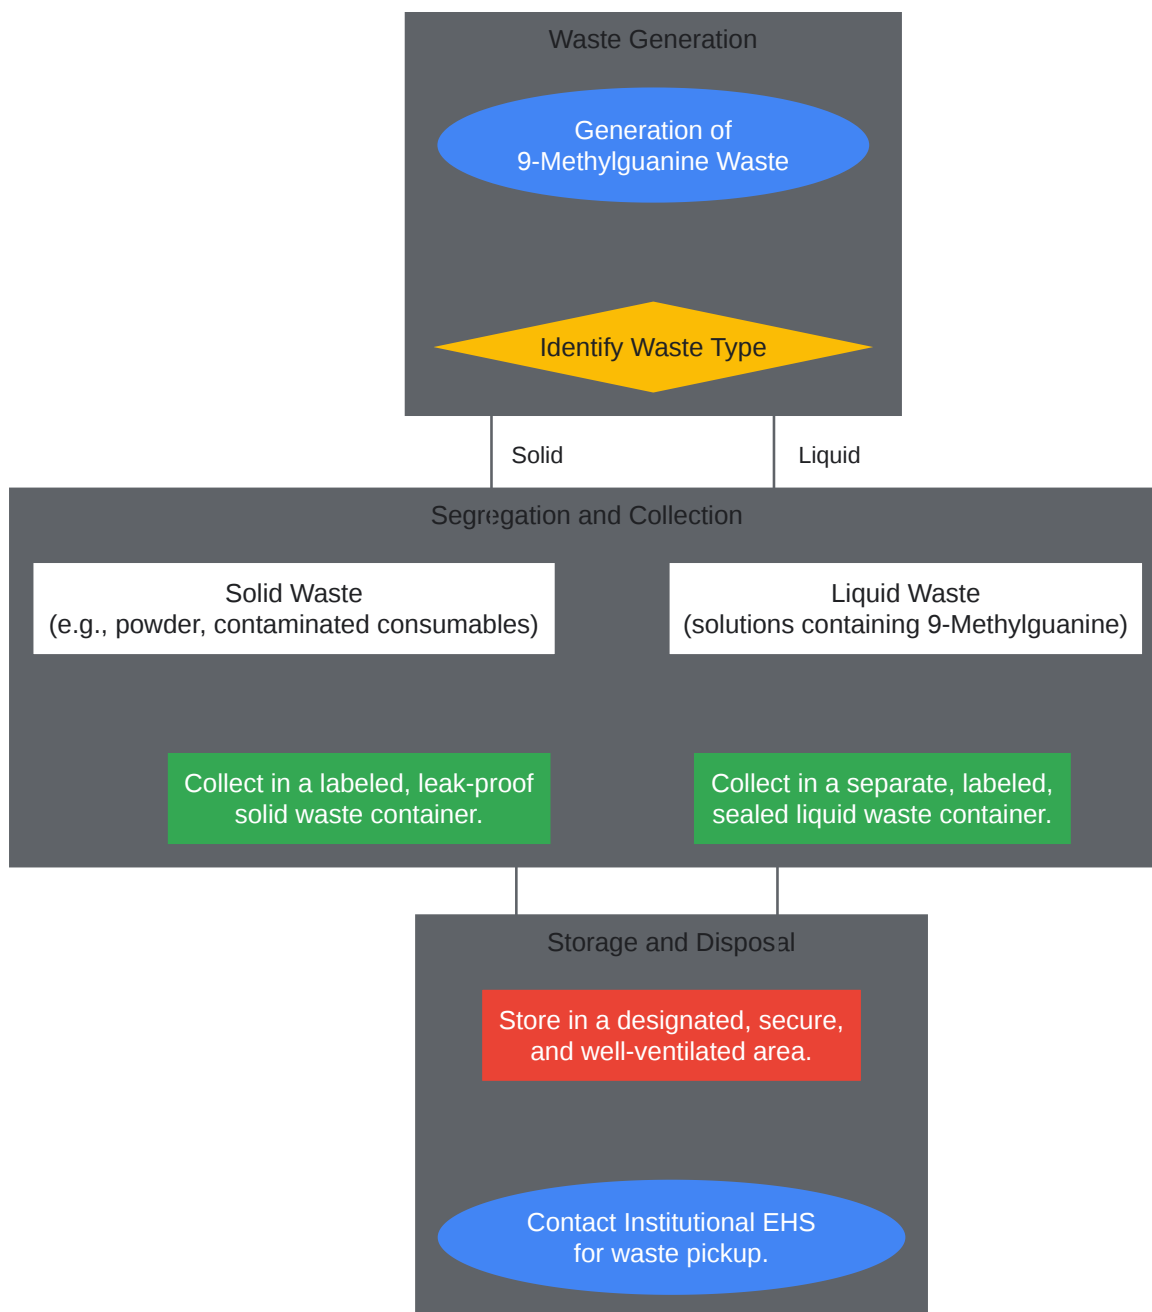 Waste Generation
Generation of
9-Methylguanine Waste
Identify Waste Type
Solid
Liquid
Segregation and Collection
Solid Waste
(e.g., powder, contaminated consumables)
Liquid Waste
(solutions containing 9-Methylguanine)
Collect in a labeled, leak-proof
solid waste container.
Collect in a separate, labeled,
sealed liquid waste container.
Storage and Disposal
Store in a designated, secure,
and well-ventilated area.
Contact Institutional EHS
for waste pickup.